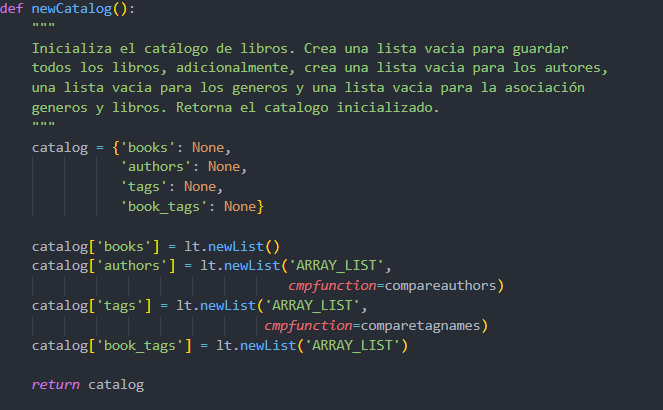 def newCatalog():
    """
    Inicializa el catálogo de libros. Crea una lista vacia para guardar
    todos los libros, adicionalmente, crea una lista vacia para los autores,
    una lista vacia para los generos y una lista vacia para la asociación
    generos y libros. Retorna el catalogo inicializado.
    """
    catalog = {'books': None,
               'authors': None,
               'tags': None,
               'book_tags': None}

    catalog['books'] = lt.newList()
    catalog['authors'] = lt.newList('ARRAY_LIST',
                                    cmpfunction=compareauthors)
    catalog['tags'] = lt.newList('ARRAY_LIST',
                                 cmpfunction=comparetagnames)
    catalog['book_tags'] = lt.newList('ARRAY_LIST')

    return catalog